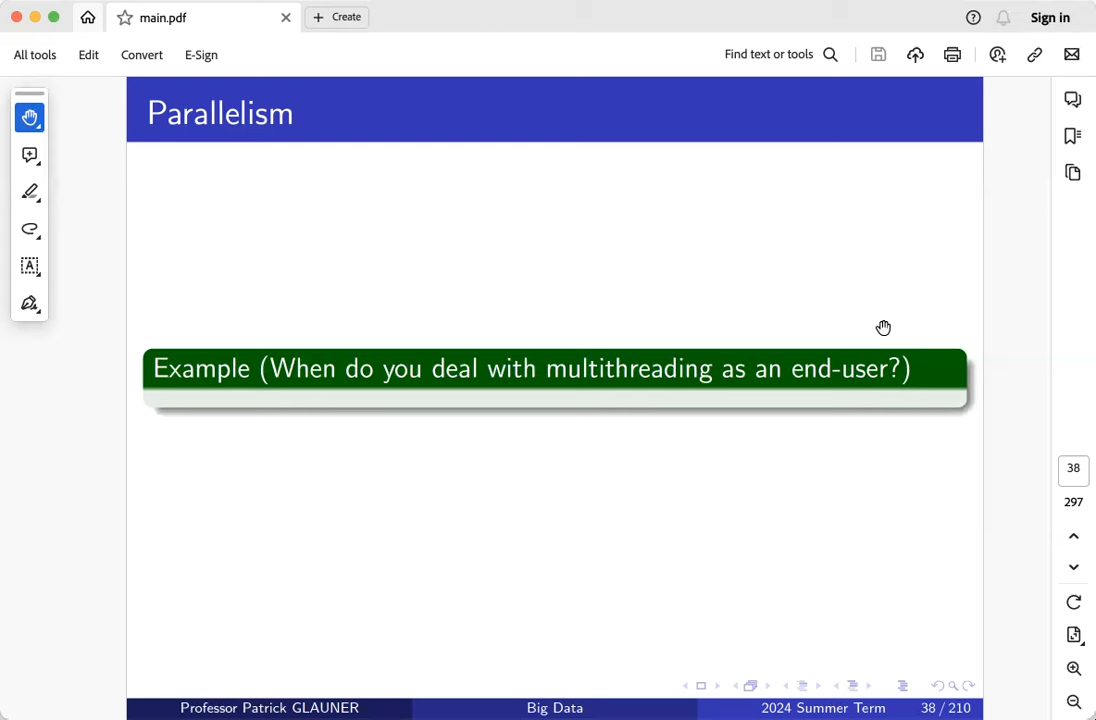 main.pdf
Create
Sign in
All tools
Edit
Convert
E-Sign
Find text or tools
Parallelism
Example (When do you deal with multithreading as an end-user?)
38
297
Professor Patrick GLAUNER
Big Data
2024 Summer Term
38 / 210